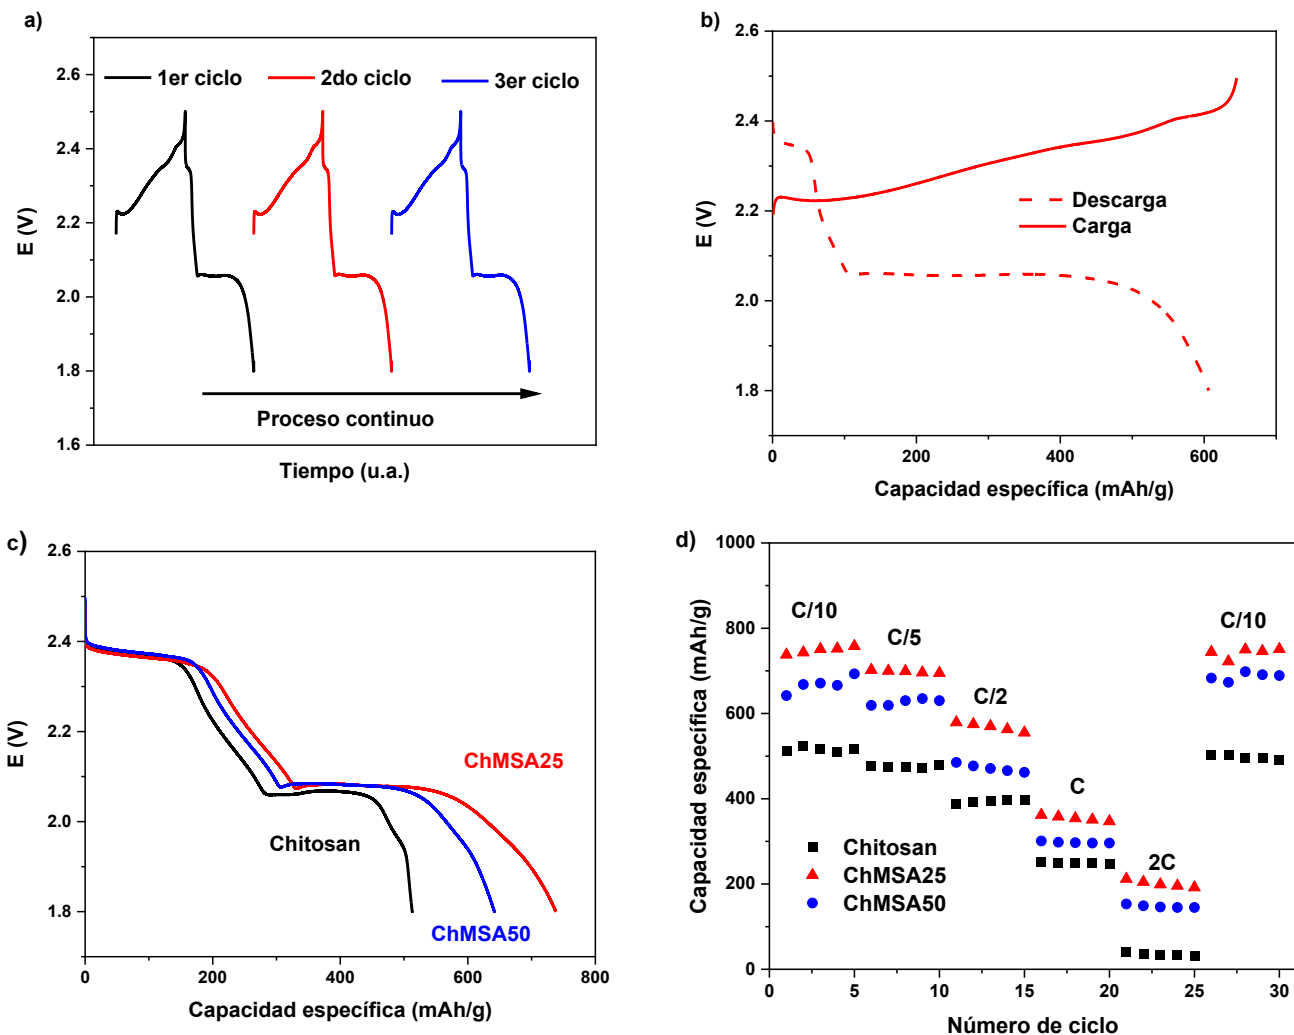 a)
2.6
2.4
2.2
2.0
1.8
1.6
E (V)
1er ciclo
2do ciclo
3er ciclo
Proceso continuo
Tiempo (u.a.)
b)
2.6
2.4
2.2
2.0
1.8
E (V)
Descarga
Carga
0
200
400
600
Capacidad específica (mAh/g)
c)
2.6
2.4
2.2
2.0
1.8
E (V)
ChMSA25
Chitosan
ChMSA50
0
200
400
600
800
Capacidad específica (mAh/g)
d)
1000
800
600
400
200
0
Capacidad específica (mAh/g)
C/10
C/5
C/2
C
2C
C/10
Chitosan
ChMSA25
ChMSA50
0
5
10
15
20
25
30
Número de ciclo